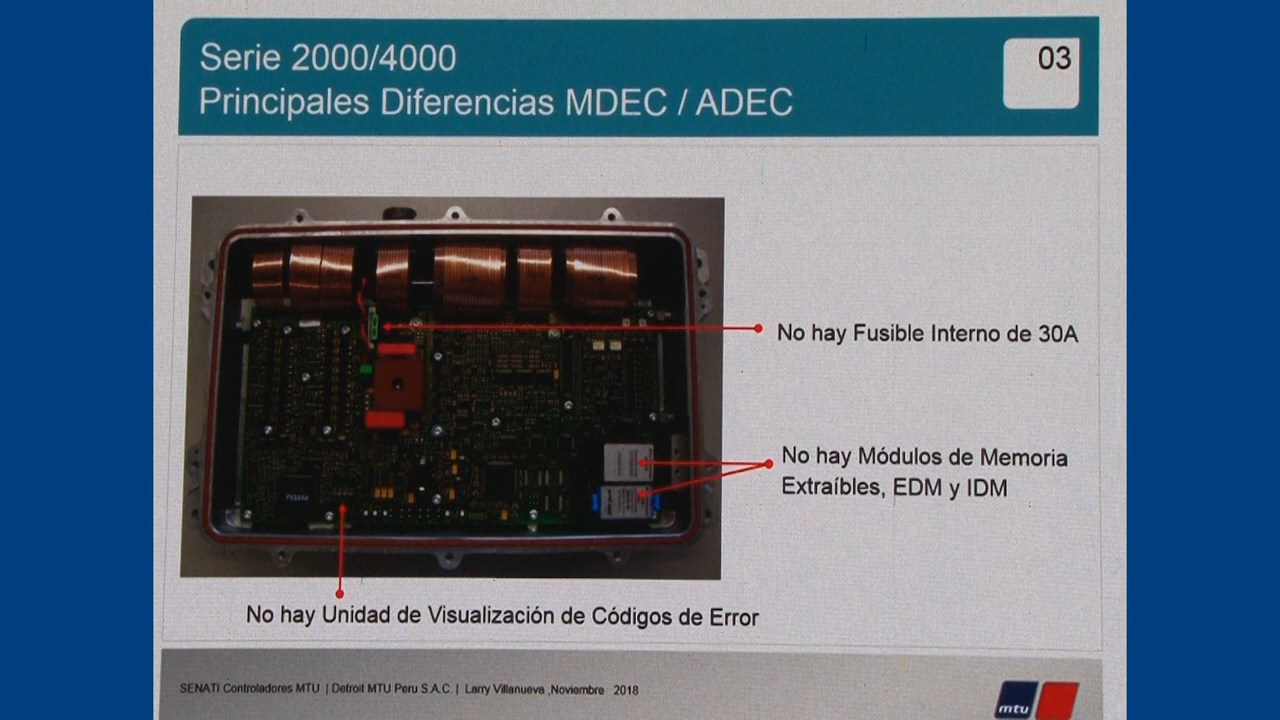 Serie 2000/4000
Principales Diferencias MDEC / ADEC
03
No hay Fusible Interno de 30A
No hay Módulos de Memoria
Extraíbles, EDM y IDM
No hay Unidad de Visualización de Códigos de Error
SENATI Controladores MTU | Detroit MTU Peru S.A.C. | Larry Villanueva ,Noviembre 2018
mtu